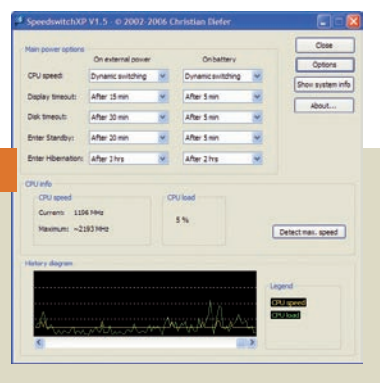 SpeedswitchXP V1.5 - © 2002-2006 Christian Diefer
Main power options
On external power On battery
CPU speed: Dynamic switching Dynamic switching
Display timeout: After 15 min After 5 min
Disk timeout: After 30 min After 5 min
Enter Standby: After 20 min After 5 min
Enter Hibernation: After 2 hrs After 2 hrs
Close
Options
Show system info
About...
CPU info
CPU speed
Current: 1196 MHz
Maximum: ~2193 MHz
CPU load
5 %
Detect max. speed
History diagram
Legend
CPU speed
CPU load